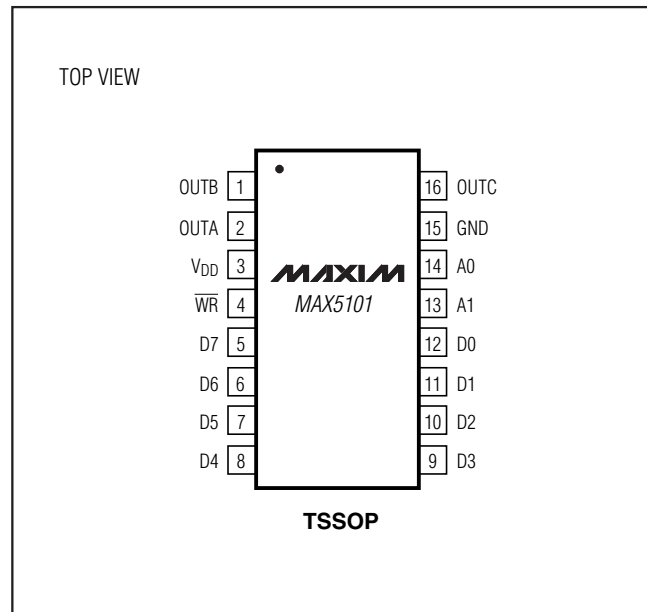 TOP VIEW
OUTB 1 16 OUTC
OUTA 2 15 GND
VDD 3 14 A0
MAXIM
W̅R̅ 4 13 A1
MAX5101
D7 5 12 D0
D6 6 11 D1
D5 7 10 D2
D4 8 9 D3
TSSOP